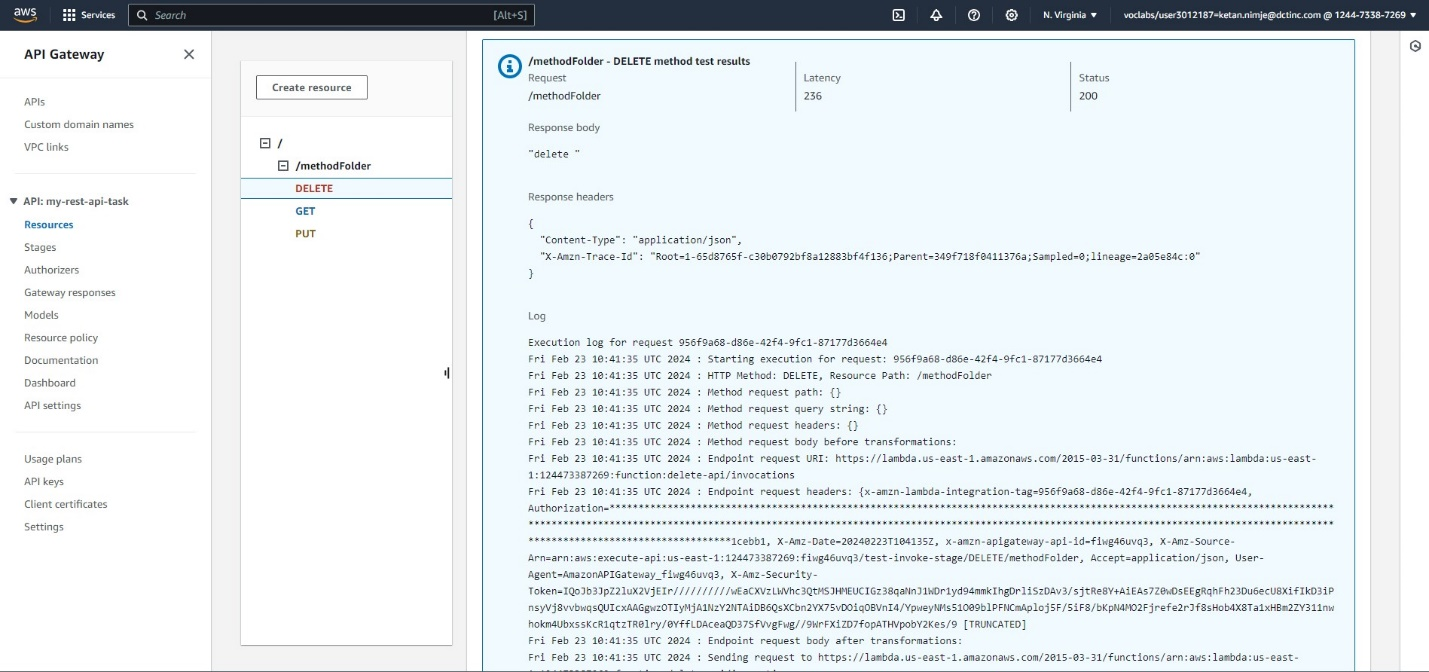 aws
Services
Search
[Alt+S]
N. Virginia
voclabs/user3012187=ketan.nimje@dctinc.com @ 1244-7338-7269
API Gateway
APIs
Custom domain names
VPC links
API: my-rest-api-task
Resources
Stages
Authorizers
Gateway responses
Models
Resource policy
Documentation
Dashboard
API settings
Usage plans
API keys
Client certificates
Settings
Create resource
/
/methodFolder
DELETE
GET
PUT
/methodFolder - DELETE method test results
Request
/methodFolder
Latency
236
Status
200
Response body
"delete "
Response headers
{
"Content-Type": "application/json",
"X-Amzn-Trace-Id": "Root=1-65d8765f-c30b0792bf8a12883bf4f136;Parent=349f718f0411376a;Sampled=0;lineage=2a05e84c:0"
}
Log
Execution log for request 956f9a68-d86e-42f4-9fc1-87177d3664e4
Fri Feb 23 10:41:35 UTC 2024 : Starting execution for request: 956f9a68-d86e-42f4-9fc1-87177d3664e4
Fri Feb 23 10:41:35 UTC 2024 : HTTP Method: DELETE, Resource Path: /methodFolder
Fri Feb 23 10:41:35 UTC 2024 : Method request path: {}
Fri Feb 23 10:41:35 UTC 2024 : Method request query string: {}
Fri Feb 23 10:41:35 UTC 2024 : Method request headers: {}
Fri Feb 23 10:41:35 UTC 2024 : Method request body before transformations:
Fri Feb 23 10:41:35 UTC 2024 : Endpoint request URI: https://lambda.us-east-1.amazonaws.com/2015-03-31/functions/arn:aws:lambda:us-east-
1:124473387269:function:delete-api/invocations
Fri Feb 23 10:41:35 UTC 2024 : Endpoint request headers: {x-amzn-lambda-integration-tag=956f9a68-d86e-42f4-9fc1-87177d3664e4,
Authorization=
1cebb1, X-Amz-Date=20240223T104135Z, x-amzn-apigateway-api-id=fiwg46uvq3, X-Amz-Source-
Arn=arn:aws:execute-api:us-east-1:124473387269:fiwg46uvq3/test-invoke-stage/DELETE/methodFolder, Accept=application/json, User-
Agent=AmazonAPIGateway_fiwg46uvq3, X-Amz-Security-
[TRUNCATED]
Fri Feb 23 10:41:35 UTC 2024 : Endpoint request body after transformations:
Fri Feb 23 10:41:35 UTC 2024 : Sending request to https://lambda.us-east-1.amazonaws.com/2015-03-31/functions/arn:aws:lambda:us-east-